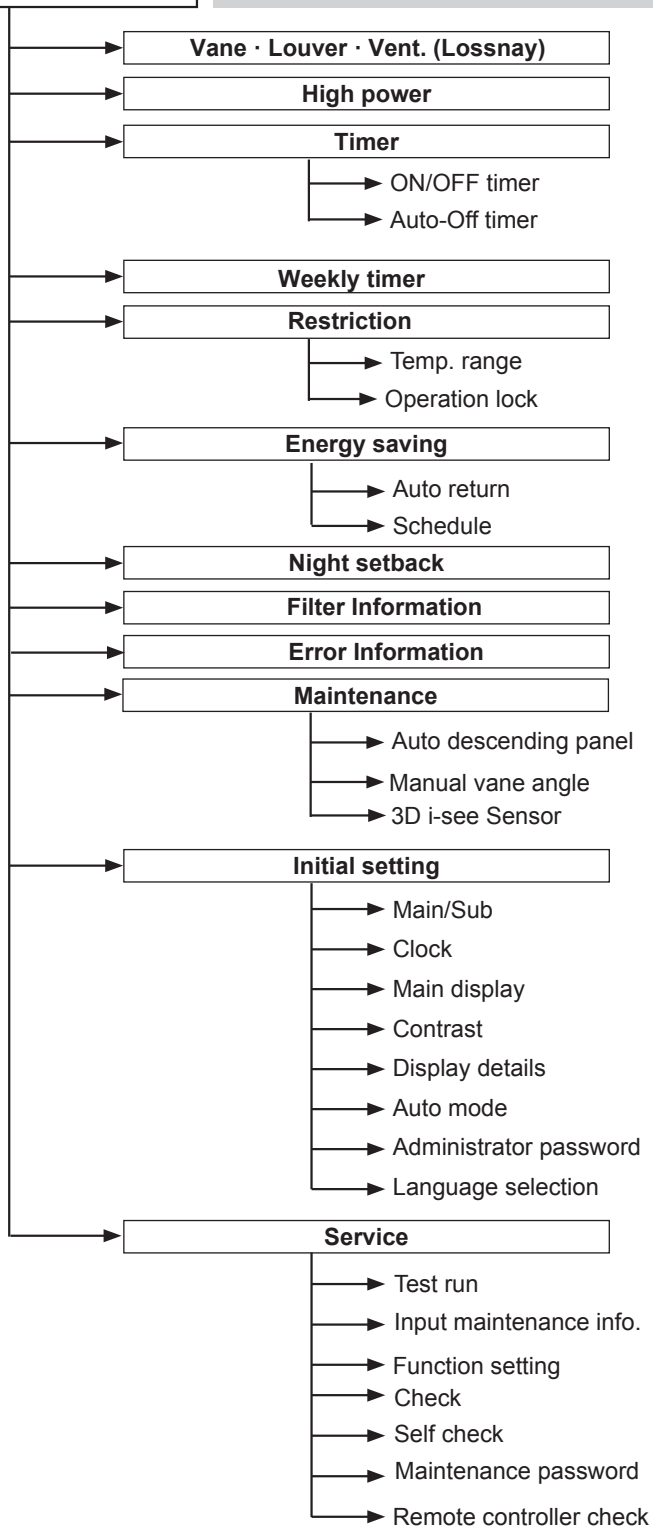 Vane · Louver · Vent. (Lossnay)
High power
Timer
ON/OFF timer
Auto-Off timer
Weekly timer
Restriction
Temp. range
Operation lock
Energy saving
Auto return
Schedule
Night setback
Filter Information
Error Information
Maintenance
Auto descending panel
Manual vane angle
3D i-see Sensor
Initial setting
Main/Sub
Clock
Main display
Contrast
Display details
Auto mode
Administrator password
Language selection
Service
Test run
Input maintenance info.
Function setting
Check
Self check
Maintenance password
Remote controller check